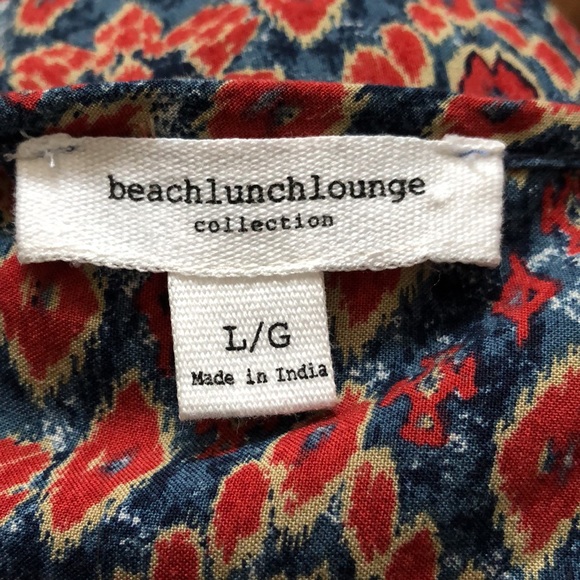 beachlunchlounge
collection
L/G
Made in India